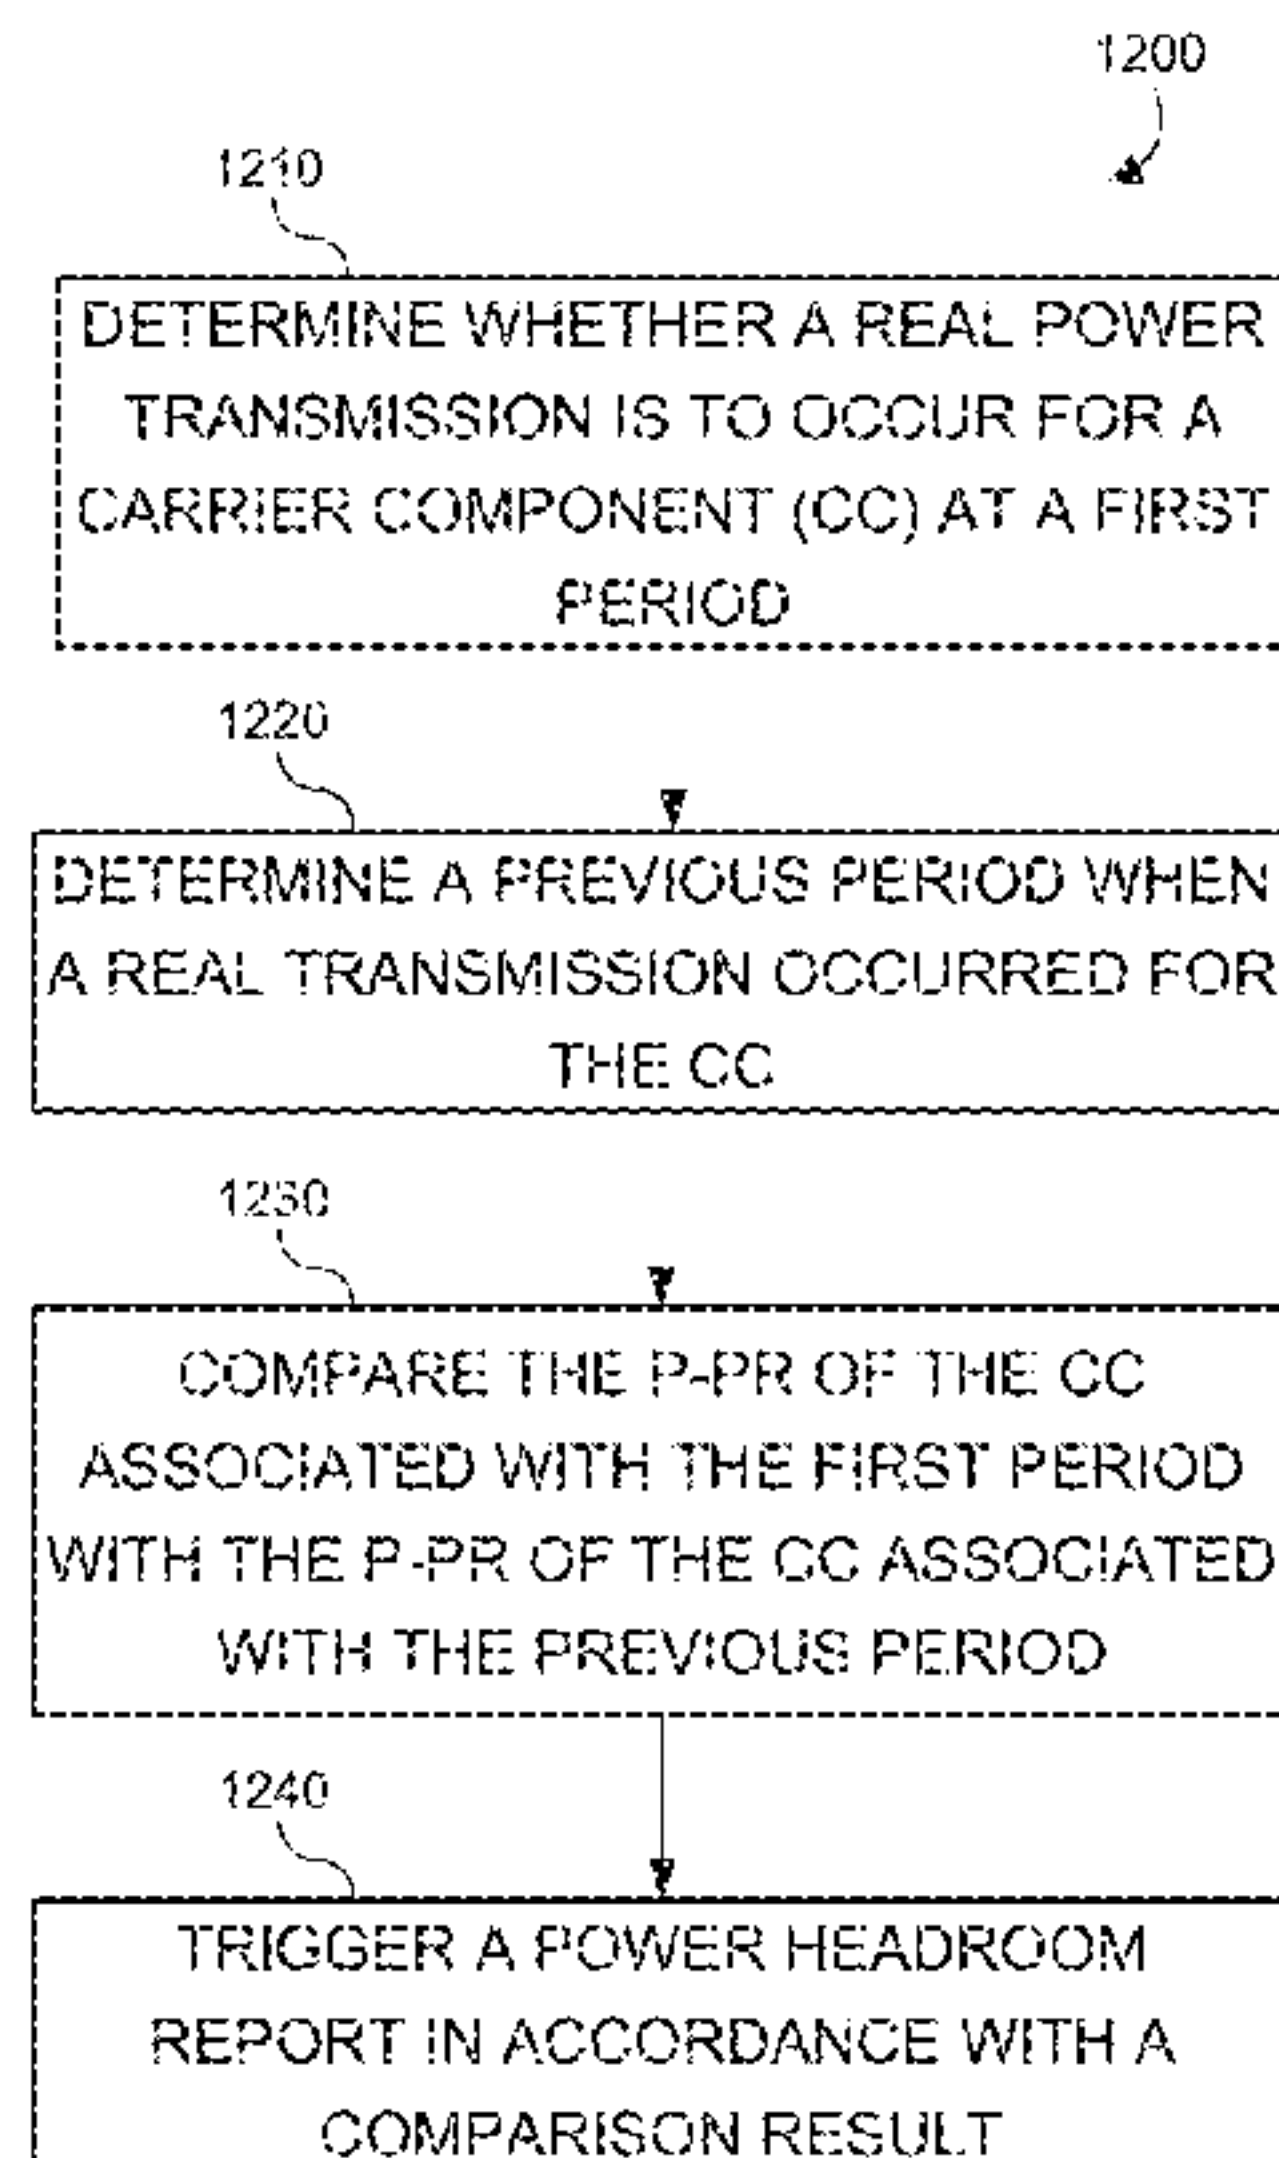 1200
1210
DETERMINE WHETHER A REAL POWER
TRANSMISSION IS TO OCCUR FOR A
CARRIER COMPONENT (CC) AT A FIRST
PERIOD
1220
DETERMINE A PREVIOUS PERIOD WHEN
A REAL TRANSMISSION OCCURRED FOR
THE CC
1230
COMPARE THE P-PR OF THE CC
ASSOCIATED WITH THE FIRST PERIOD
WITH THE P-PR OF THE CC ASSOCIATED
WITH THE PREVIOUS PERIOD
1240
TRIGGER A POWER HEADROOM
REPORT IN ACCORDANCE WITH A
COMPARISON RESULT